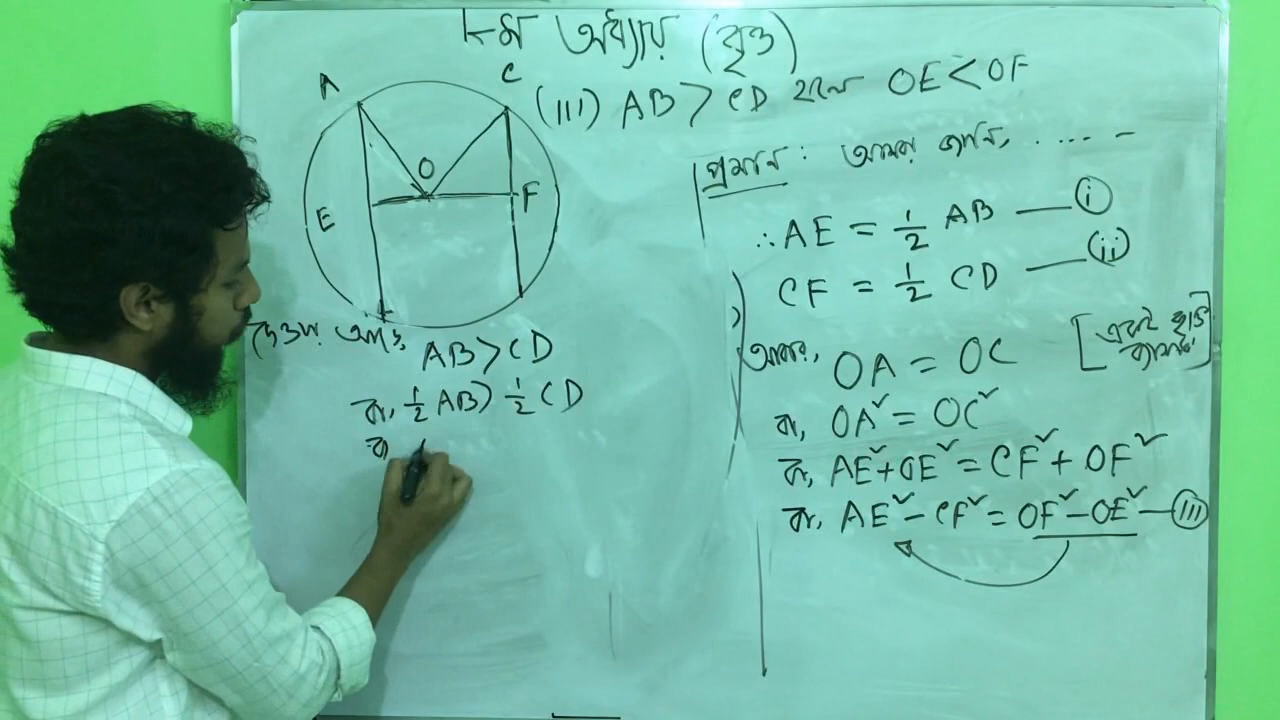 ৮ম অধ্যায় (বৃত্ত)
(iii) AB > CD হলে OE < OF
A
C
O
E
F
প্রমাণ : আমরা জানি, . . . . . –
∴ AE = 1/2 AB — (i)
CF = 1/2 CD — (ii)
আবার, OA = OC [একই বৃত্তের
বা, OA² = OC²
বা, AE² + OE² = CF² + OF²
বা, AE² – CF² = OF² – OE² — (iii)
দেওয়া আছে, AB > CD
বা, 1/2 AB > 1/2 CD
বা